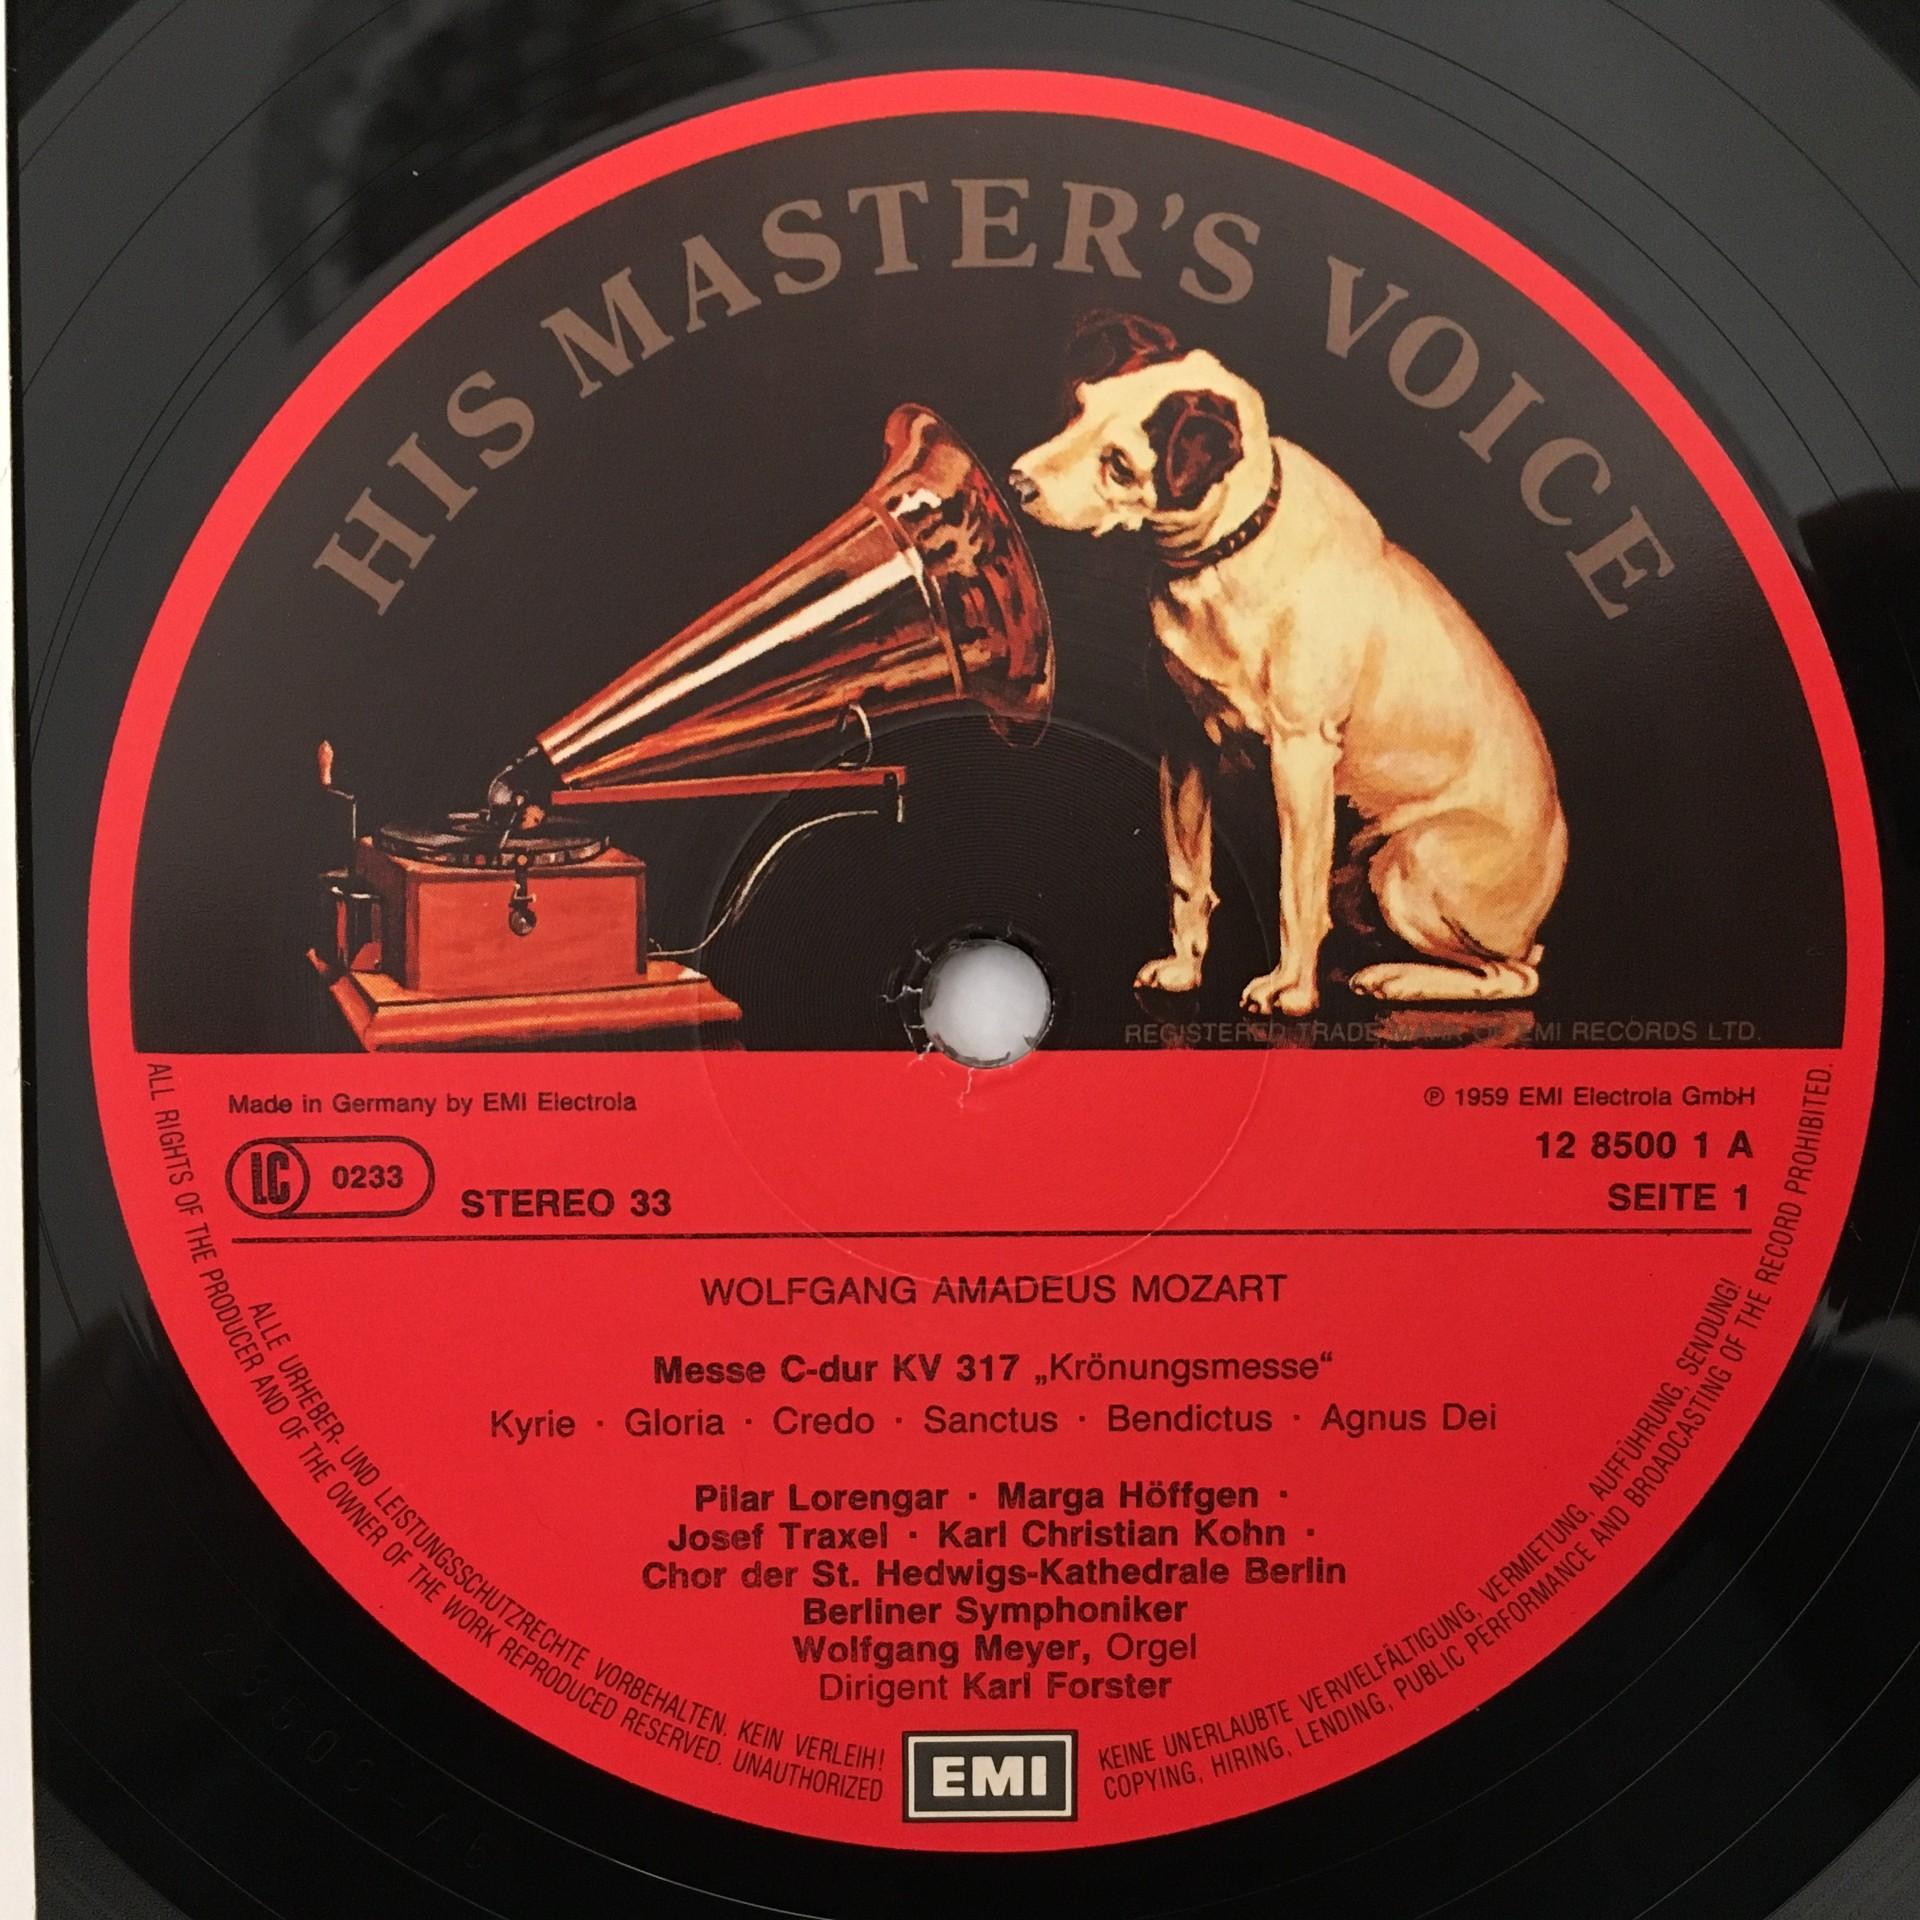 HIS MASTER'S VOICE
REGISTERED TRADE MARK OF EMI RECORDS LTD.
Made in Germany by EMI Electrola
℗ 1959 EMI Electrola GmbH
LC 0233
STEREO 33
12 8500 1 A
SEITE 1
WOLFGANG AMADEUS MOZART
Messe C-dur KV 317 „Krönungsmesse“
Kyrie · Gloria · Credo · Sanctus · Bendictus · Agnus Dei
Pilar Lorengar · Marga Höffgen ·
Josef Traxel · Karl Christian Kohn ·
Chor der St. Hedwigs-Kathedrale Berlin
Berliner Symphoniker
Wolfgang Meyer, Orgel
Dirigent Karl Forster
EMI
ALLE URHEBER- UND LEISTUNGSSCHUTZRECHTE VORBEHALTEN. KEIN VERLEIH! KEINE UNERLAUBTE VERVIELFÄLTIGUNG, VERMIETUNG, AUFFÜHRUNG, SENDUNG!
ALL RIGHTS OF THE PRODUCER AND OF THE OWNER OF THE WORK REPRODUCED RESERVED. UNAUTHORIZED COPYING, HIRING, LENDING, PUBLIC PERFORMANCE AND BROADCASTING OF THE RECORD PROHIBITED.